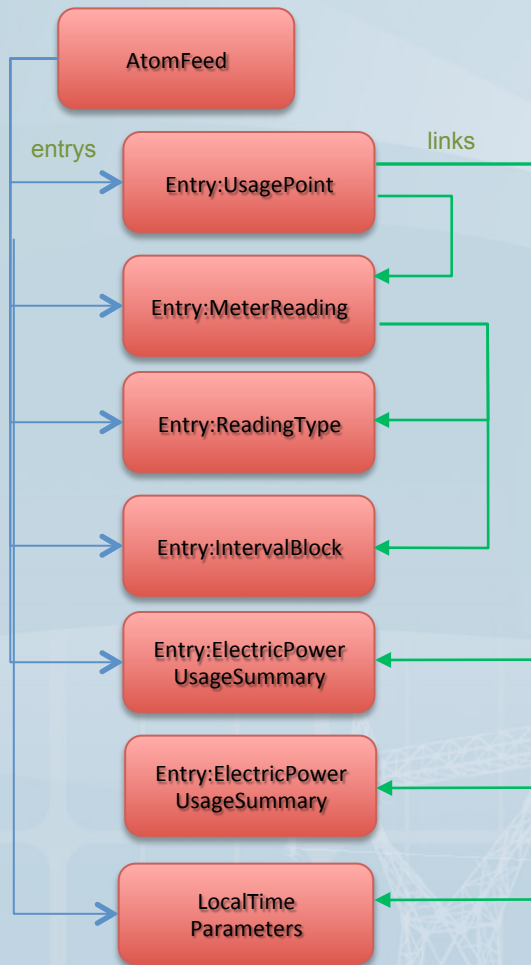 AtomFeed
entrys
links
Entry:UsagePoint
Entry:MeterReading
Entry:ReadingType
Entry:IntervalBlock
Entry:ElectricPower
UsageSummary
Entry:ElectricPower
UsageSummary
LocalTime
Parameters